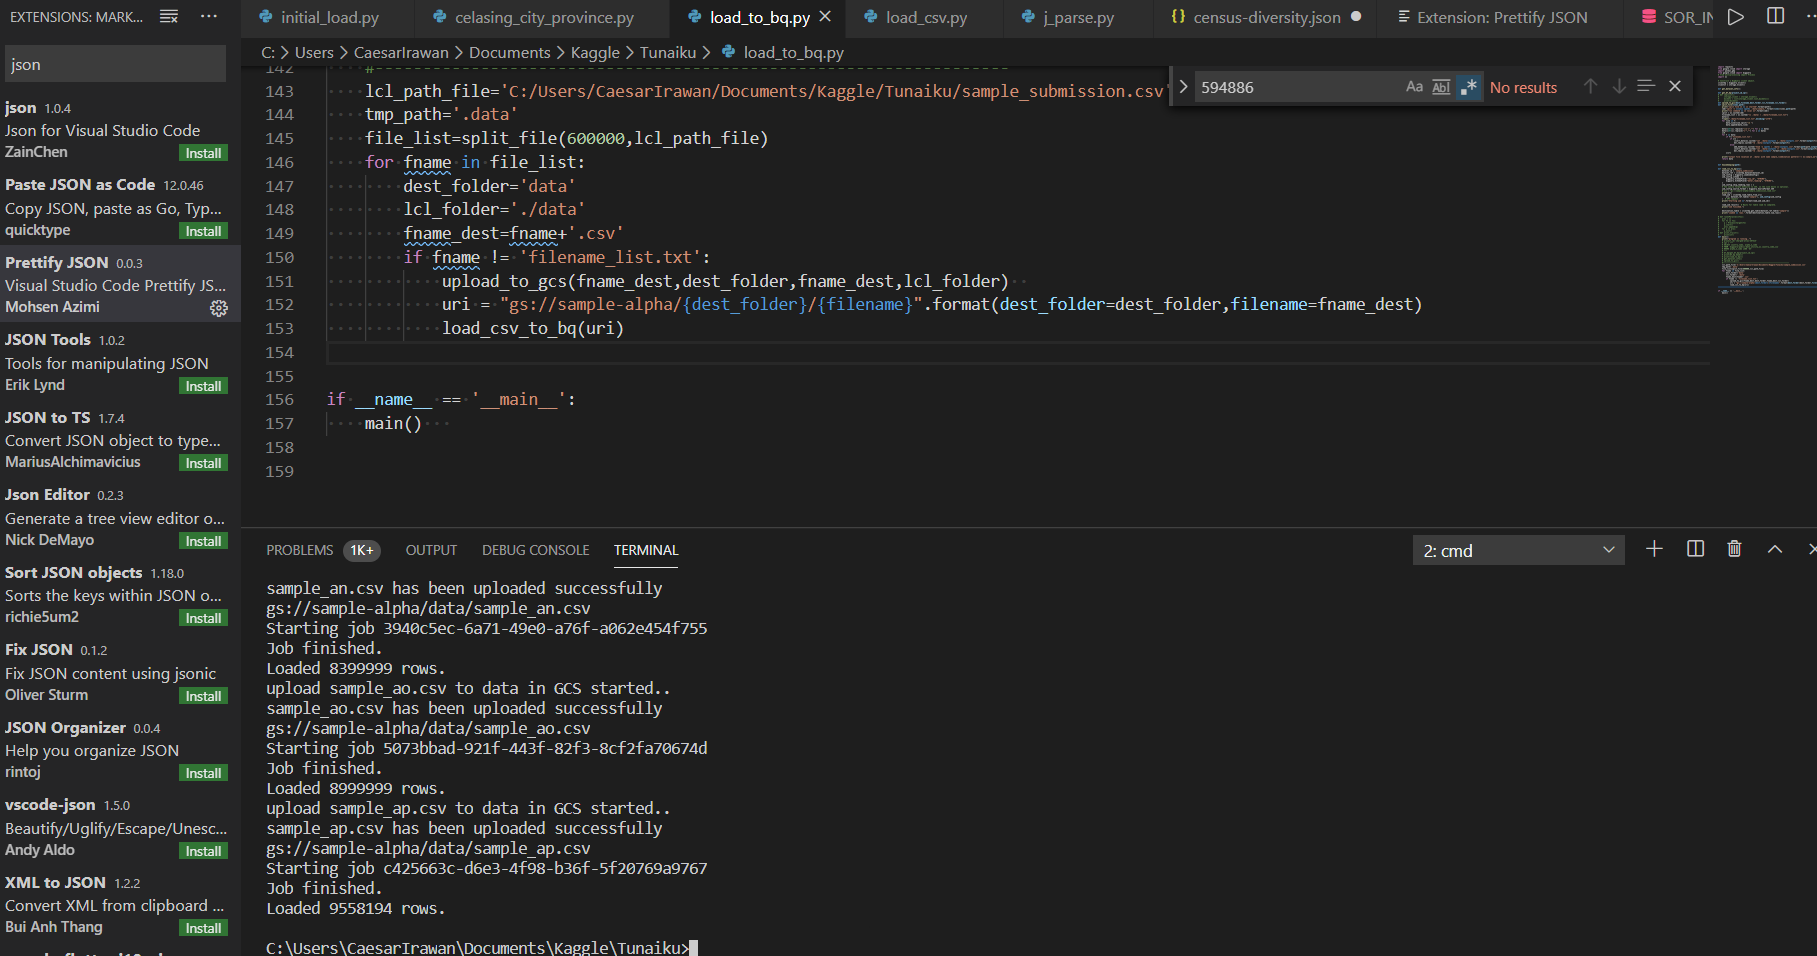 EXTENSIONS: MARK...
json
json 1.0.4
Json for Visual Studio Code
ZainChen Install
Paste JSON as Code 12.0.46
Copy JSON, paste as Go, Typ...
quicktype Install
Prettify JSON 0.0.3
Visual Studio Code Prettify JS...
Mohsen Azimi
JSON Tools 1.0.2
Tools for manipulating JSON
Erik Lynd Install
JSON to TS 1.7.4
Convert JSON object to type...
MariusAlchimavicius Install
Json Editor 0.2.3
Generate a tree view editor o...
Nick DeMayo Install
Sort JSON objects 1.18.0
Sorts the keys within JSON o...
richie5um2 Install
Fix JSON 0.1.2
Fix JSON content using jsonic
Oliver Sturm Install
JSON Organizer 0.0.4
Help you organize JSON
rintoj Install
vscode-json 1.5.0
Beautify/Uglify/Escape/Unesc...
Andy Aldo Install
XML to JSON 1.2.2
Convert XML from clipboard ...
Bui Anh Thang Install
initial_load.py celasing_city_province.py load_to_bq.py load_csv.py j_parse.py census-diversity.json Extension: Prettify JSON SOR_IN
C: > Users > CaesarIrawan > Documents > Kaggle > Tunaiku > load_to_bq.py
594886 Aa Abl .* No results
142 #
143 lcl_path_file='C:/Users/CaesarIrawan/Documents/Kaggle/Tunaiku/sample_submission.csv'
144 tmp_path='.data'
145 file_list=split_file(600000,lcl_path_file)
146 for fname in file_list:
147 dest_folder='data'
148 lcl_folder='./data'
149 fname_dest=fname+'.csv'
150 if fname != 'filename_list.txt':
151 upload_to_gcs(fname_dest,dest_folder,fname_dest,lcl_folder)
152 uri = "gs://sample-alpha/{dest_folder}/{filename}".format(dest_folder=dest_folder,filename=fname_dest)
153 load_csv_to_bq(uri)
154
155
156 if __name__ == '__main__':
157 main()
158
159
PROBLEMS 1K+ OUTPUT DEBUG CONSOLE TERMINAL 2: cmd
sample_an.csv has been uploaded successfully
gs://sample-alpha/data/sample_an.csv
Starting job 3940c5ec-6a71-49e0-a76f-a062e454f755
Job finished.
Loaded 8399999 rows.
upload sample_ao.csv to data in GCS started..
sample_ao.csv has been uploaded successfully
gs://sample-alpha/data/sample_ao.csv
Starting job 5073bbad-921f-443f-82f3-8cf2fa70674d
Job finished.
Loaded 8999999 rows.
upload sample_ap.csv to data in GCS started..
sample_ap.csv has been uploaded successfully
gs://sample-alpha/data/sample_ap.csv
Starting job c425663c-d6e3-4f98-b36f-5f20769a9767
Job finished.
Loaded 9558194 rows.
C:\Users\CaesarIrawan\Documents\Kaggle\Tunaiku>